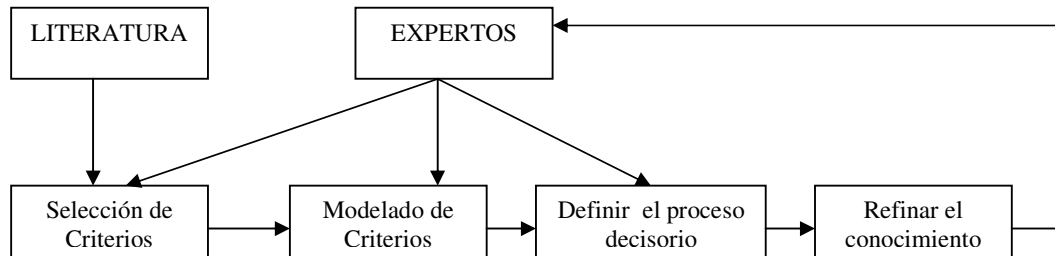 LITERATURA
EXPERTOS
Selección de
Criterios
Modelado de
Criterios
Definir el proceso
decisorio
Refinar el
conocimiento